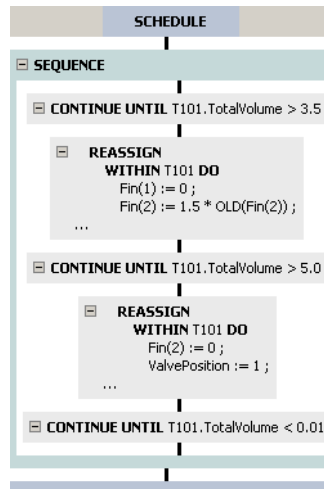 SCHEDULE
SEQUENCE
CONTINUE UNTIL T101.TotalVolume > 3.5
REASSIGN
WITHIN T101 DO
Fin(1) := 0 ;
Fin(2) := 1.5 * OLD(Fin(2)) ;
...
CONTINUE UNTIL T101.TotalVolume > 5.0
REASSIGN
WITHIN T101 DO
Fin(2) := 0 ;
ValvePosition := 1 ;
...
CONTINUE UNTIL T101.TotalVolume < 0.01